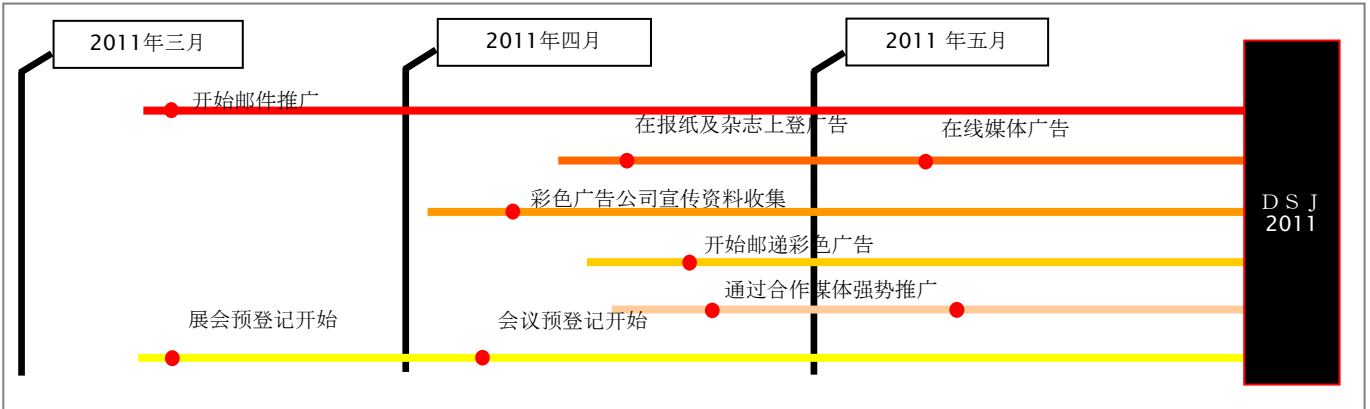 2011年三月
2011年四月
2011 年五月
开始邮件推广
在报纸及杂志上登广告
在线媒体广告
彩色广告公司宣传资料收集
开始邮递彩色广告
通过合作媒体强势推广
展会预登记开始
会议预登记开始
ＤＳＪ
2011